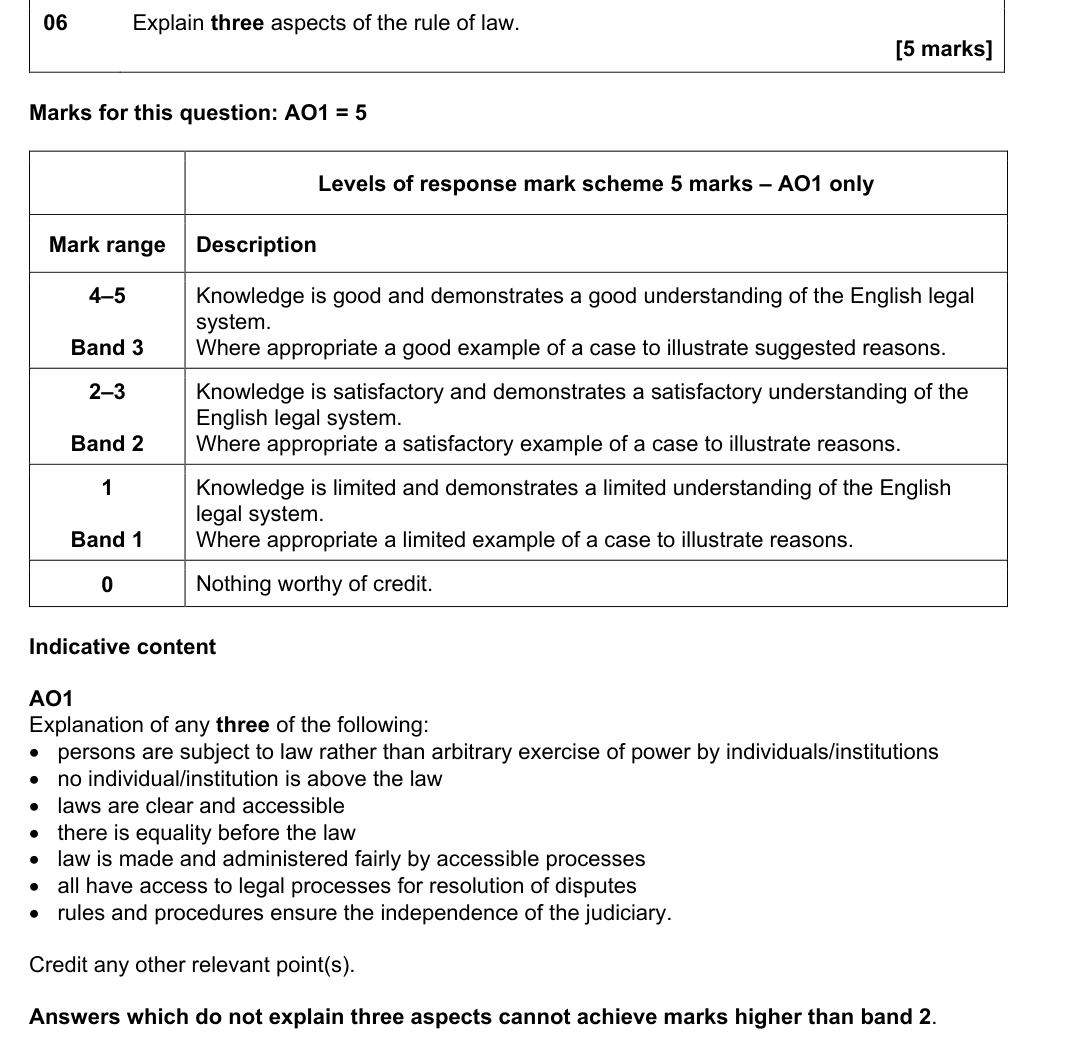 06 Explain three aspects of the rule of law.
[5 marks]
Marks for this question: AO1 = 5
Levels of response mark scheme 5 marks – AO1 only
Mark range Description
4–5
Band 3
Knowledge is good and demonstrates a good understanding of the English legal
system.
Where appropriate a good example of a case to illustrate suggested reasons.
2–3
Band 2
Knowledge is satisfactory and demonstrates a satisfactory understanding of the
English legal system.
Where appropriate a satisfactory example of a case to illustrate reasons.
1
Band 1
Knowledge is limited and demonstrates a limited understanding of the English
legal system.
Where appropriate a limited example of a case to illustrate reasons.
0 Nothing worthy of credit.
Indicative content
AO1
Explanation of any three of the following:
• persons are subject to law rather than arbitrary exercise of power by individuals/institutions
• no individual/institution is above the law
• laws are clear and accessible
• there is equality before the law
• law is made and administered fairly by accessible processes
• all have access to legal processes for resolution of disputes
• rules and procedures ensure the independence of the judiciary.
Credit any other relevant point(s).
Answers which do not explain three aspects cannot achieve marks higher than band 2.